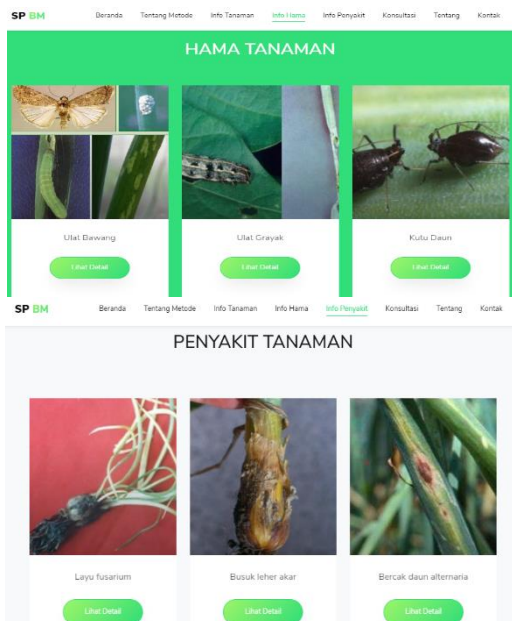 SP BM Beranda Tentang Metode Info Tanaman Info Hama Info Penyakit Konsultasi Tentang Kontak
HAMA TANAMAN
Ulat Bawang Ulat Grayak Kutu Daun
Lihat Detail Lihat Detail Lihat Detail
SP BM Beranda Tentang Metode Info Tanaman Info Hama Info Penyakit Konsultasi Tentang Kontak
PENYAKIT TANAMAN
Layu fusarium Busuk leher akar Bercak daun alternaria
Lihat Detail Lihat Detail Lihat Detail